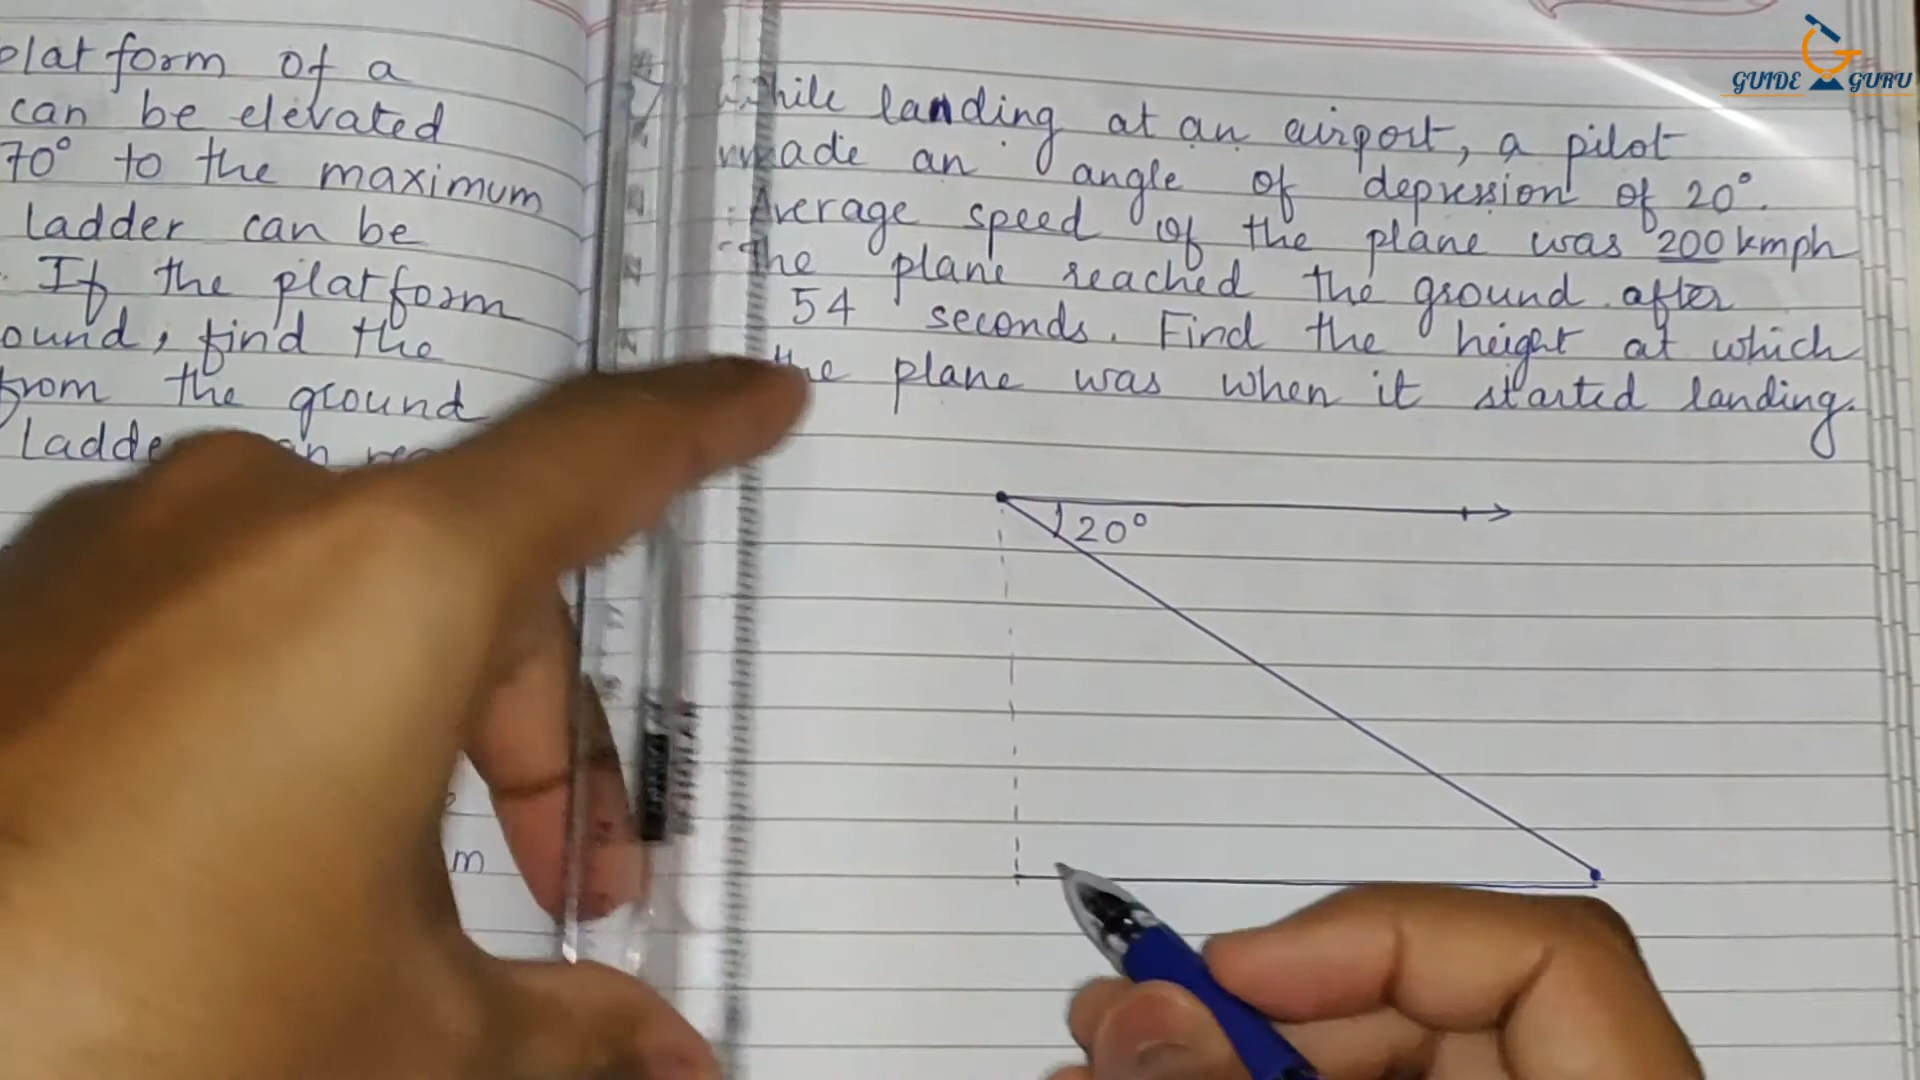 platform of a
can be elevated
70° to the maximum
ladder can be
. If the platform
ound, find the
from the ground
Ladde
m
While landing at an airport, a pilot
made an angle of depression of 20°.
Average speed of the plane was 200 kmph
The plane reached the ground after
54 seconds. Find the height at which
the plane was when it started landing.
20°
GUIDE GURU